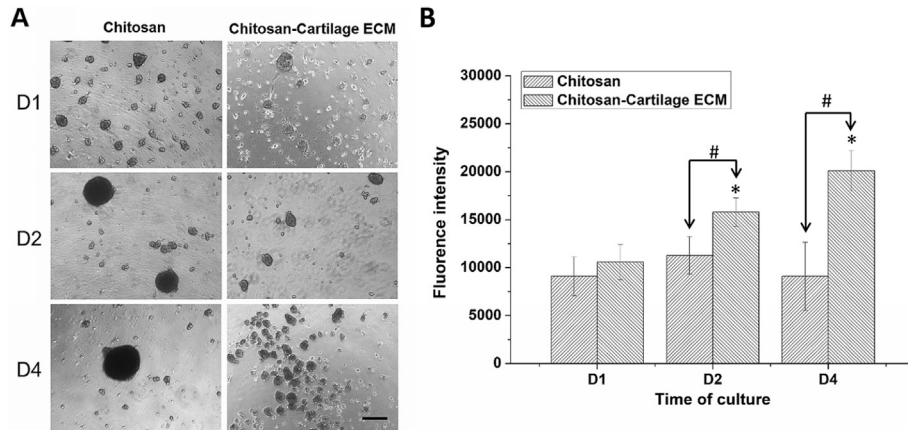 A
Chitosan
Chitosan-Cartilage ECM
D1
D2
D4
B
30000
25000
20000
15000
10000
5000
0
Fluorence intensity
Chitosan
Chitosan-Cartilage ECM
#
*
#
*
D1
D2
D4
Time of culture